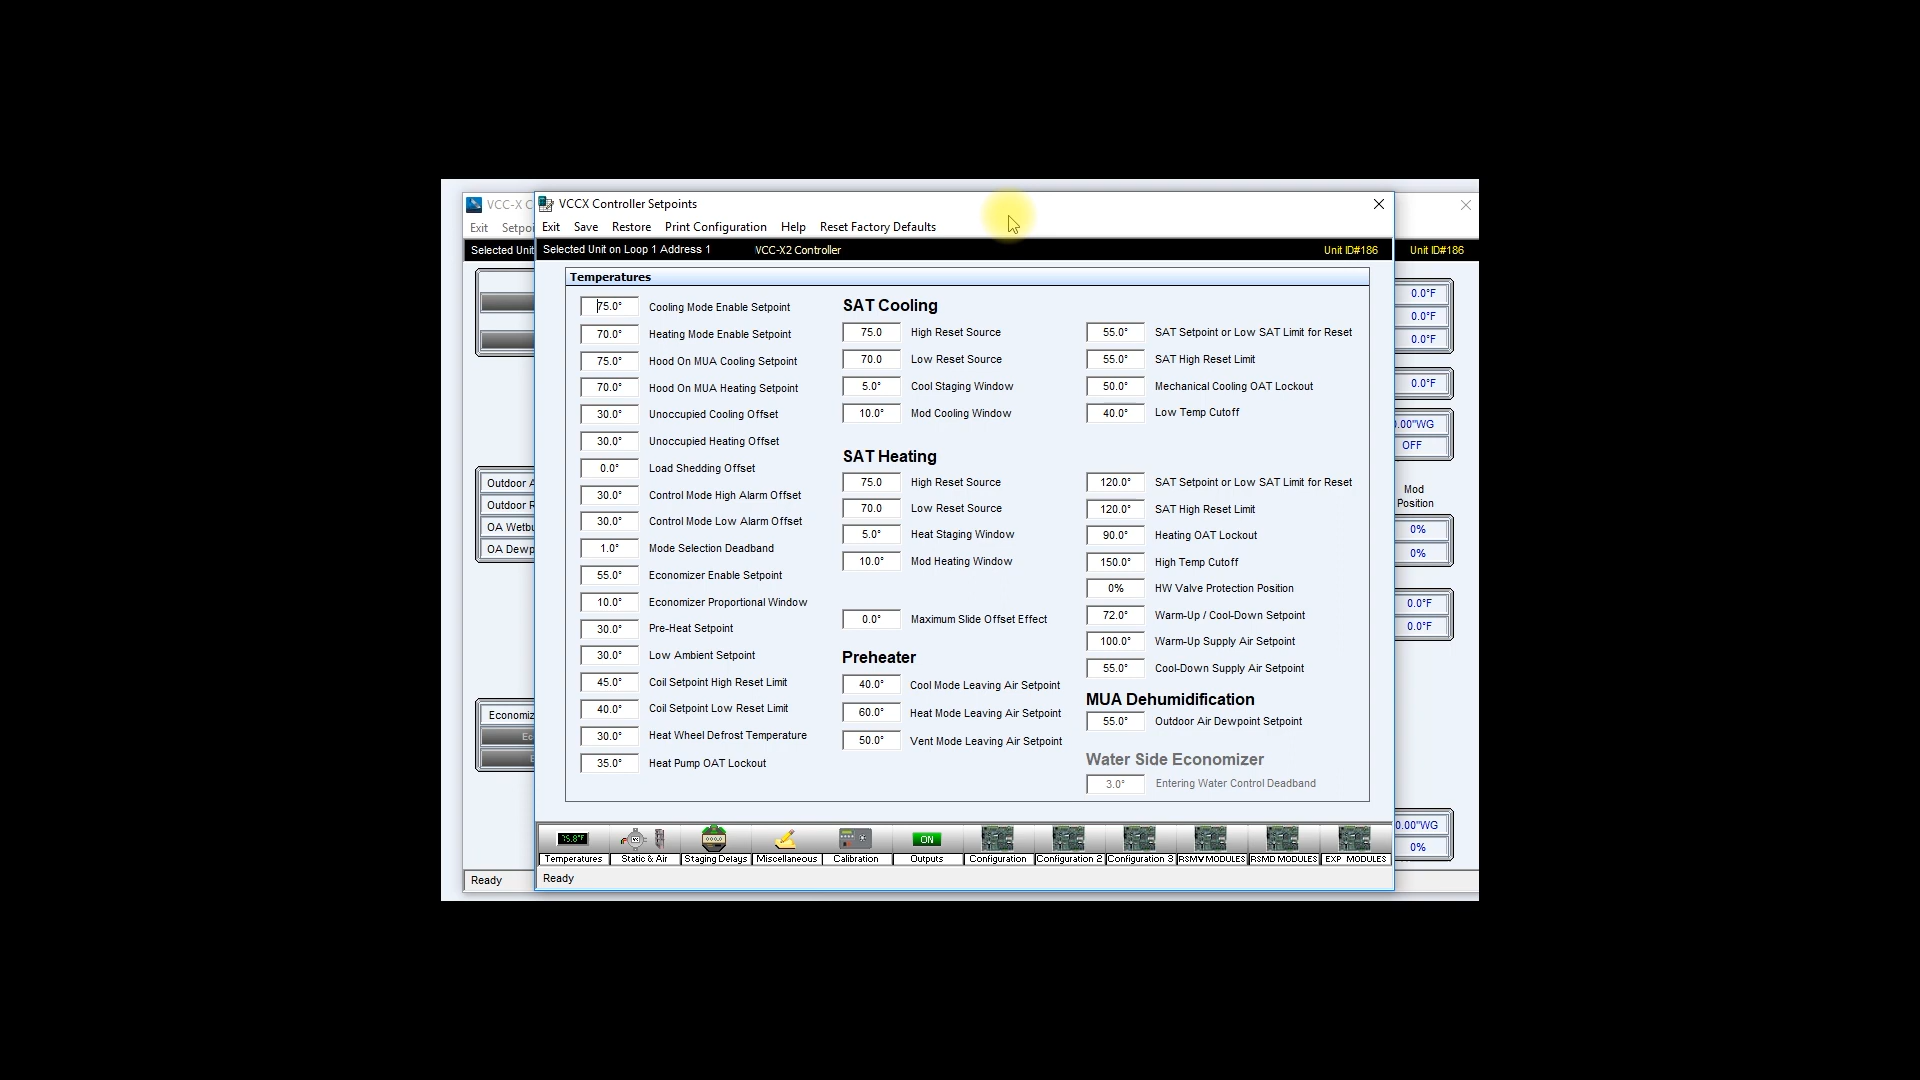 VCC-X C
VCCX Controller Setpoints
Exit Setpoi
Exit Save Restore Print Configuration Help Reset Factory Defaults
Selected Unit
Selected Unit on Loop 1 Address 1 VCC-X2 Controller Unit ID#186
Unit ID#186
Temperatures
75.0° Cooling Mode Enable Setpoint
70.0° Heating Mode Enable Setpoint
75.0° Hood On MUA Cooling Setpoint
70.0° Hood On MUA Heating Setpoint
30.0° Unoccupied Cooling Offset
30.0° Unoccupied Heating Offset
0.0° Load Shedding Offset
30.0° Control Mode High Alarm Offset
30.0° Control Mode Low Alarm Offset
1.0° Mode Selection Deadband
55.0° Economizer Enable Setpoint
10.0° Economizer Proportional Window
30.0° Pre-Heat Setpoint
30.0° Low Ambient Setpoint
45.0° Coil Setpoint High Reset Limit
40.0° Coil Setpoint Low Reset Limit
30.0° Heat Wheel Defrost Temperature
35.0° Heat Pump OAT Lockout
SAT Cooling
75.0 High Reset Source
70.0 Low Reset Source
5.0° Cool Staging Window
10.0° Mod Cooling Window
55.0° SAT Setpoint or Low SAT Limit for Reset
55.0° SAT High Reset Limit
50.0° Mechanical Cooling OAT Lockout
40.0° Low Temp Cutoff
SAT Heating
75.0 High Reset Source
70.0 Low Reset Source
5.0° Heat Staging Window
10.0° Mod Heating Window
0.0° Maximum Slide Offset Effect
120.0° SAT Setpoint or Low SAT Limit for Reset
120.0° SAT High Reset Limit
90.0° Heating OAT Lockout
150.0° High Temp Cutoff
0% HW Valve Protection Position
72.0° Warm-Up / Cool-Down Setpoint
100.0° Warm-Up Supply Air Setpoint
55.0° Cool-Down Supply Air Setpoint
Preheater
40.0° Cool Mode Leaving Air Setpoint
60.0° Heat Mode Leaving Air Setpoint
50.0° Vent Mode Leaving Air Setpoint
MUA Dehumidification
55.0° Outdoor Air Dewpoint Setpoint
Water Side Economizer
3.0° Entering Water Control Deadband
75.8°F
ON
Temperatures Static & Air Staging Delays Miscellaneous Calibration Outputs Configuration Configuration 2 Configuration 3 RSMV MODULES RSMD MODULES EXP MODULES
Ready
Outdoor A
Outdoor R
OA Wetbu
OA Dewp
Economiz
Ec
E
Ready
0.0°F
0.0°F
0.0°F
0.0°F
0.00"WG
OFF
Mod
Position
0%
0%
0.0°F
0.0°F
0.00"WG
0%